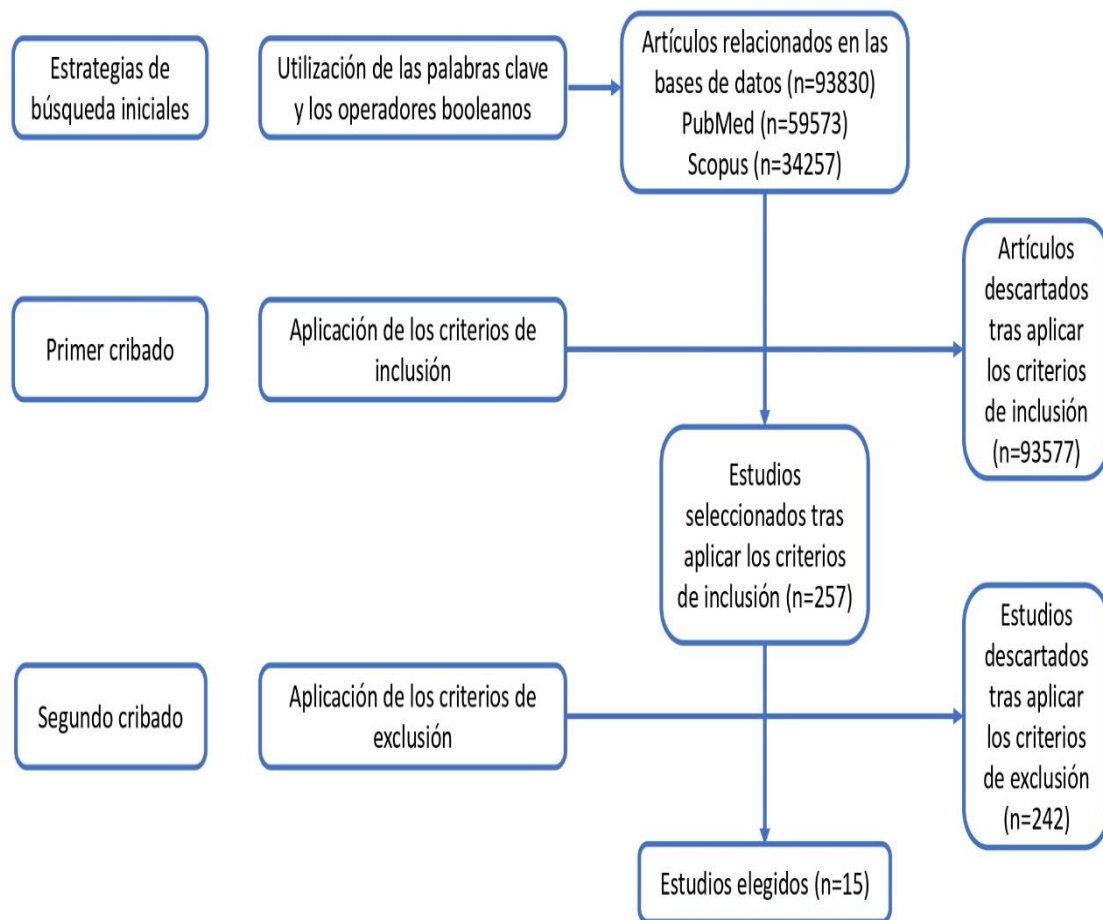 Estrategias de
búsqueda iniciales
Utilización de las palabras clave
y los operadores booleanos
Artículos relacionados en las
bases de datos (n=93830)
PubMed (n=59573)
Scopus (n=34257)
Primer cribado
Aplicación de los criterios de
inclusión
Artículos
descartados
tras aplicar
los criterios
de inclusión
(n=93577)
Estudios
seleccionados tras
aplicar los criterios
de inclusión (n=257)
Segundo cribado
Aplicación de los criterios de
exclusión
Estudios
descartados
tras aplicar
los criterios
de exclusión
(n=242)
Estudios elegidos (n=15)